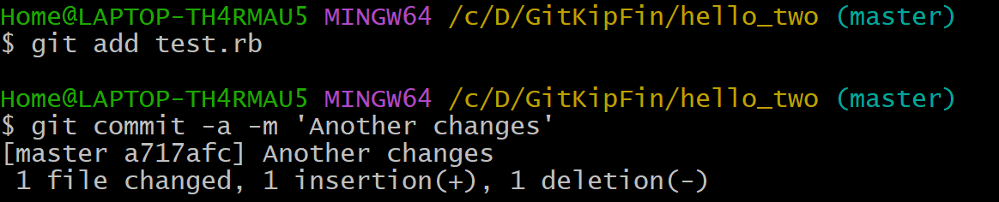 Home@LAPTOP-TH4RMAU5 MINGW64 /c/D/GitKipFin/hello_two (master)
$ git add test.rb
Home@LAPTOP-TH4RMAU5 MINGW64 /c/D/GitKipFin/hello_two (master)
$ git commit -a -m 'Another changes'
[master a717afc] Another changes
 1 file changed, 1 insertion(+), 1 deletion(-)